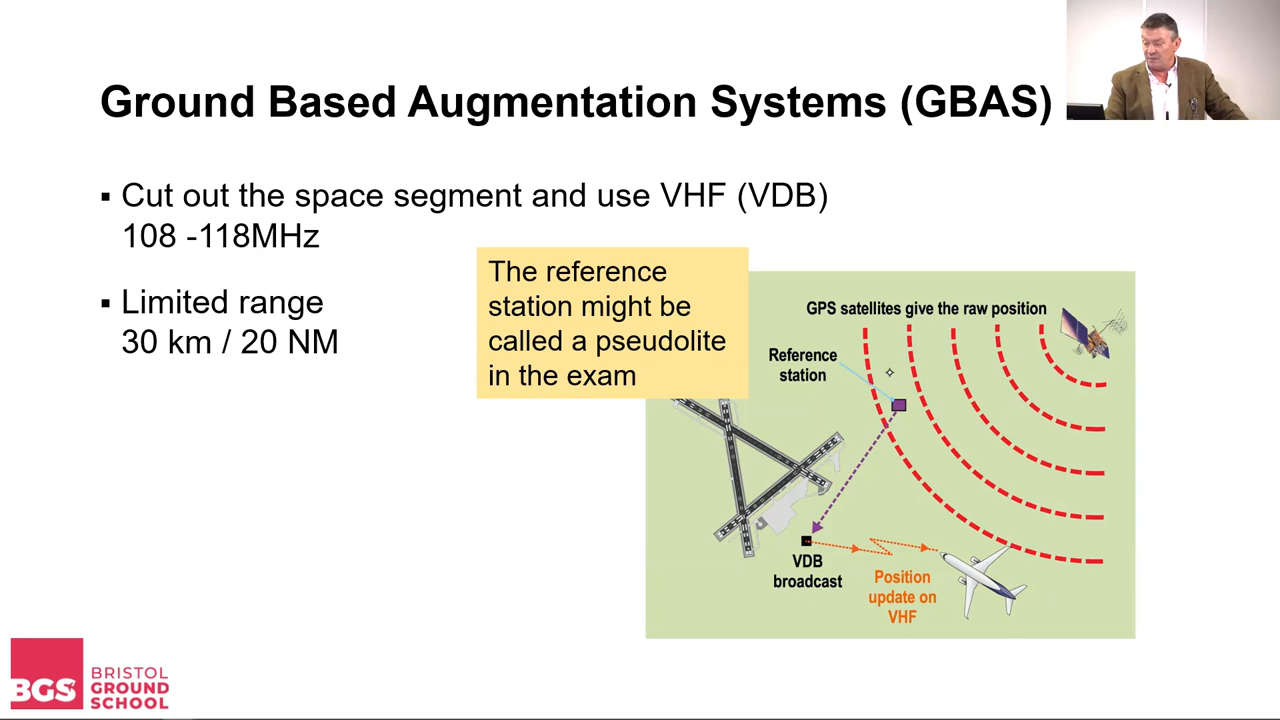 Ground Based Augmentation Systems (GBAS)
▪ Cut out the space segment and use VHF (VDB)
108 -118MHz
▪ Limited range
30 km / 20 NM
The reference
station might be
called a pseudolite
in the exam
GPS satellites give the raw position
Reference
station
VDB
broadcast
Position
update on
VHF
BGS
BRISTOL
GROUND
SCHOOL